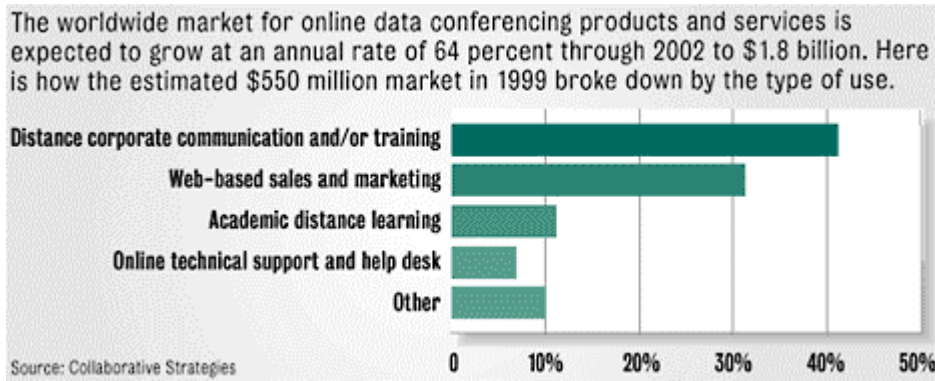 The worldwide market for online data conferencing products and services is
expected to grow at an annual rate of 64 percent through 2002 to $1.8 billion. Here
is how the estimated $550 million market in 1999 broke down by the type of use.
Distance corporate communication and/or training
Web-based sales and marketing
Academic distance learning
Online technical support and help desk
Other
0 10% 20% 30% 40% 50%
Source: Collaborative Strategies